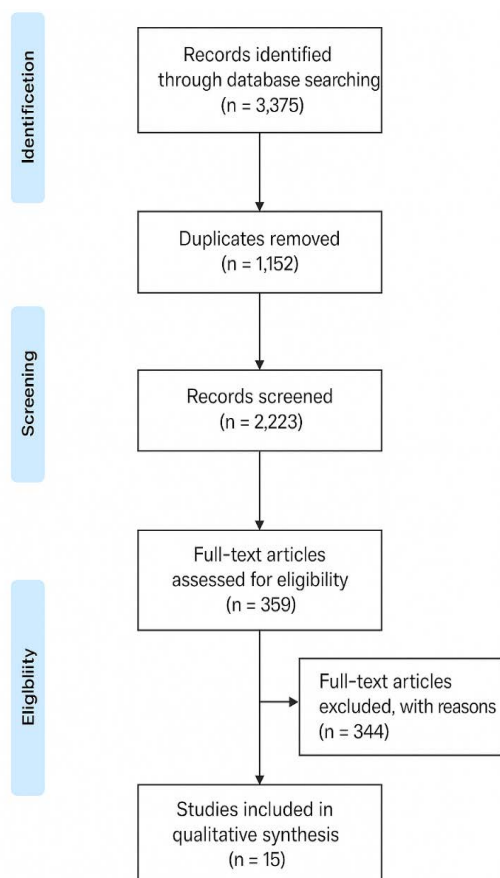 Identificetion
Records identified
through database searching
(n = 3,375)
Duplicates removed
(n = 1,152)
Screening
Records screened
(n = 2,223)
Eliglbliity
Full-text articles
assessed for eligibility
(n = 359)
Full-text articles
excluded, with reasons
(n = 344)
Studies included in
qualitative synthesis
(n = 15)